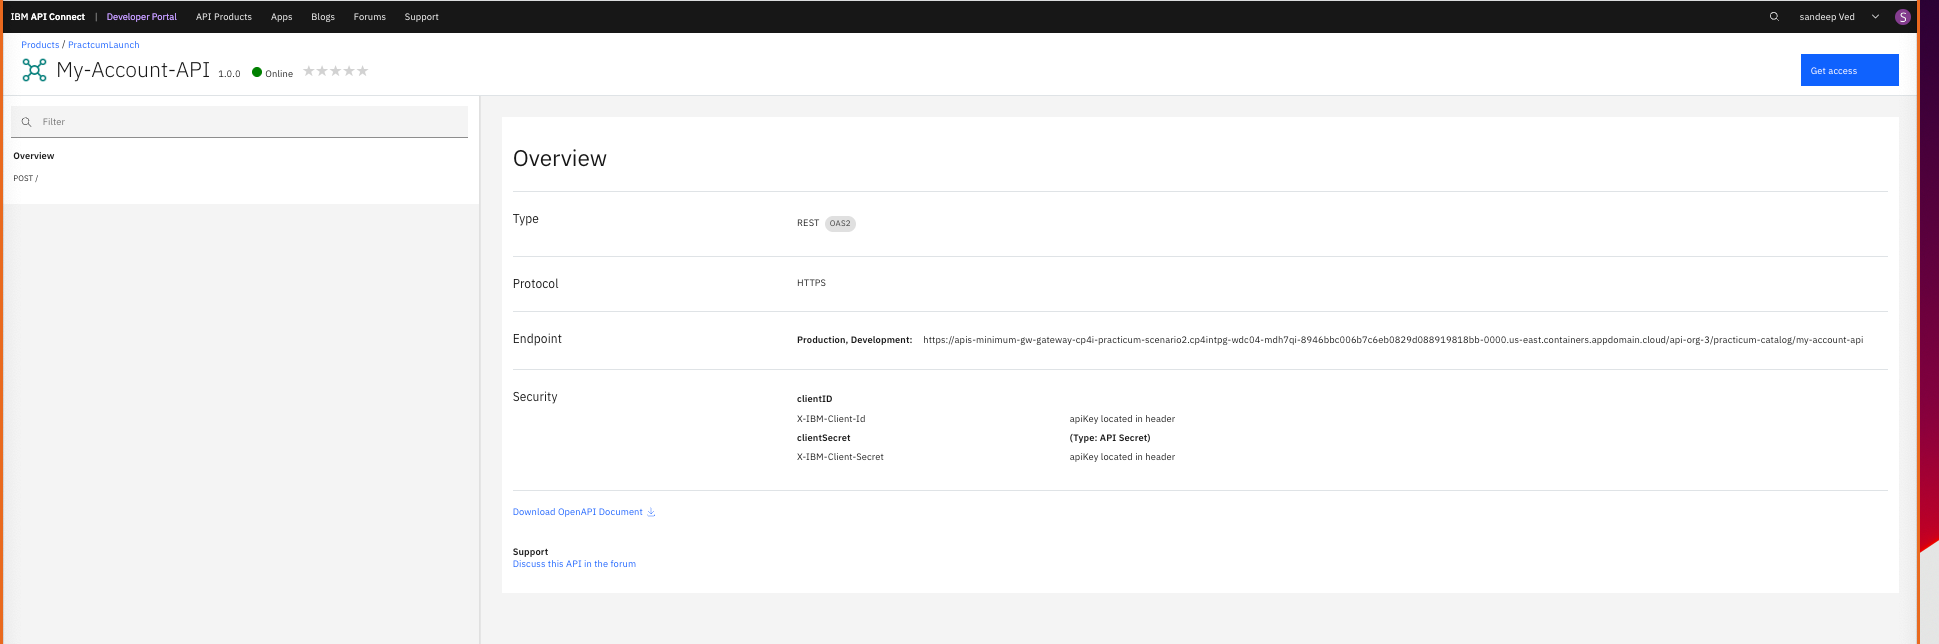 IBM API Connect | Developer Portal API Products Apps Blogs Forums Support sandeep Ved S
Products / PractcumLaunch
My-Account-API 1.0.0 Online
Get access
Filter
Overview
POST /
Overview
Type REST OAS2
Protocol HTTPS
Endpoint Production, Development: https://apis-minimum-gw-gateway-cp4i-practicum-scenario2.cp4intpg-wdc04-mdh7qi-8946bbc006b7c6eb0829d088919818bb-0000.us-east.containers.appdomain.cloud/api-org-3/practicum-catalog/my-account-api
Security clientID
X-IBM-Client-Id apiKey located in header
clientSecret (Type: API Secret)
X-IBM-Client-Secret apiKey located in header
Download OpenAPI Document
Support
Discuss this API in the forum